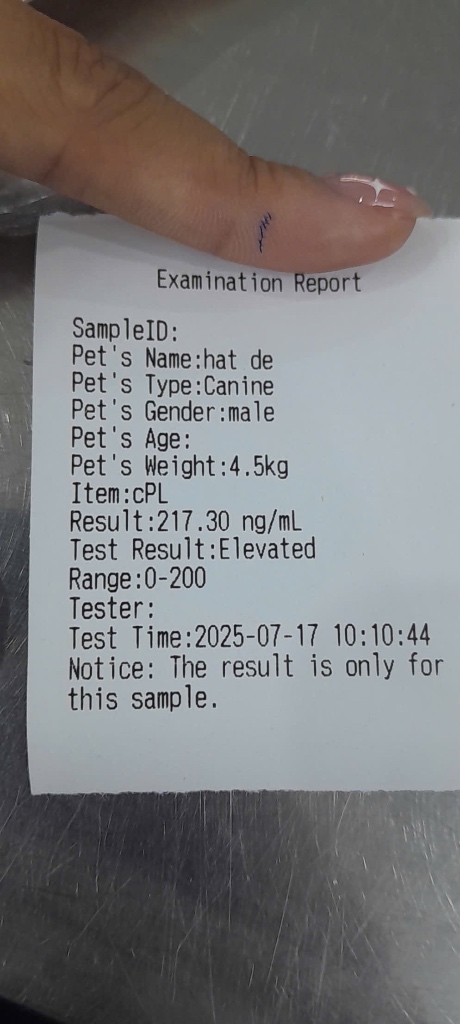 Examination Report
SampleID:
Pet's Name:hat de
Pet's Type:Canine
Pet's Gender:male
Pet's Age:
Pet's Weight:4.5kg
Item:cPL
Result:217.30 ng/mL
Test Result:Elevated
Range:0-200
Tester:
Test Time:2025-07-17 10:10:44
Notice: The result is only for
this sample.